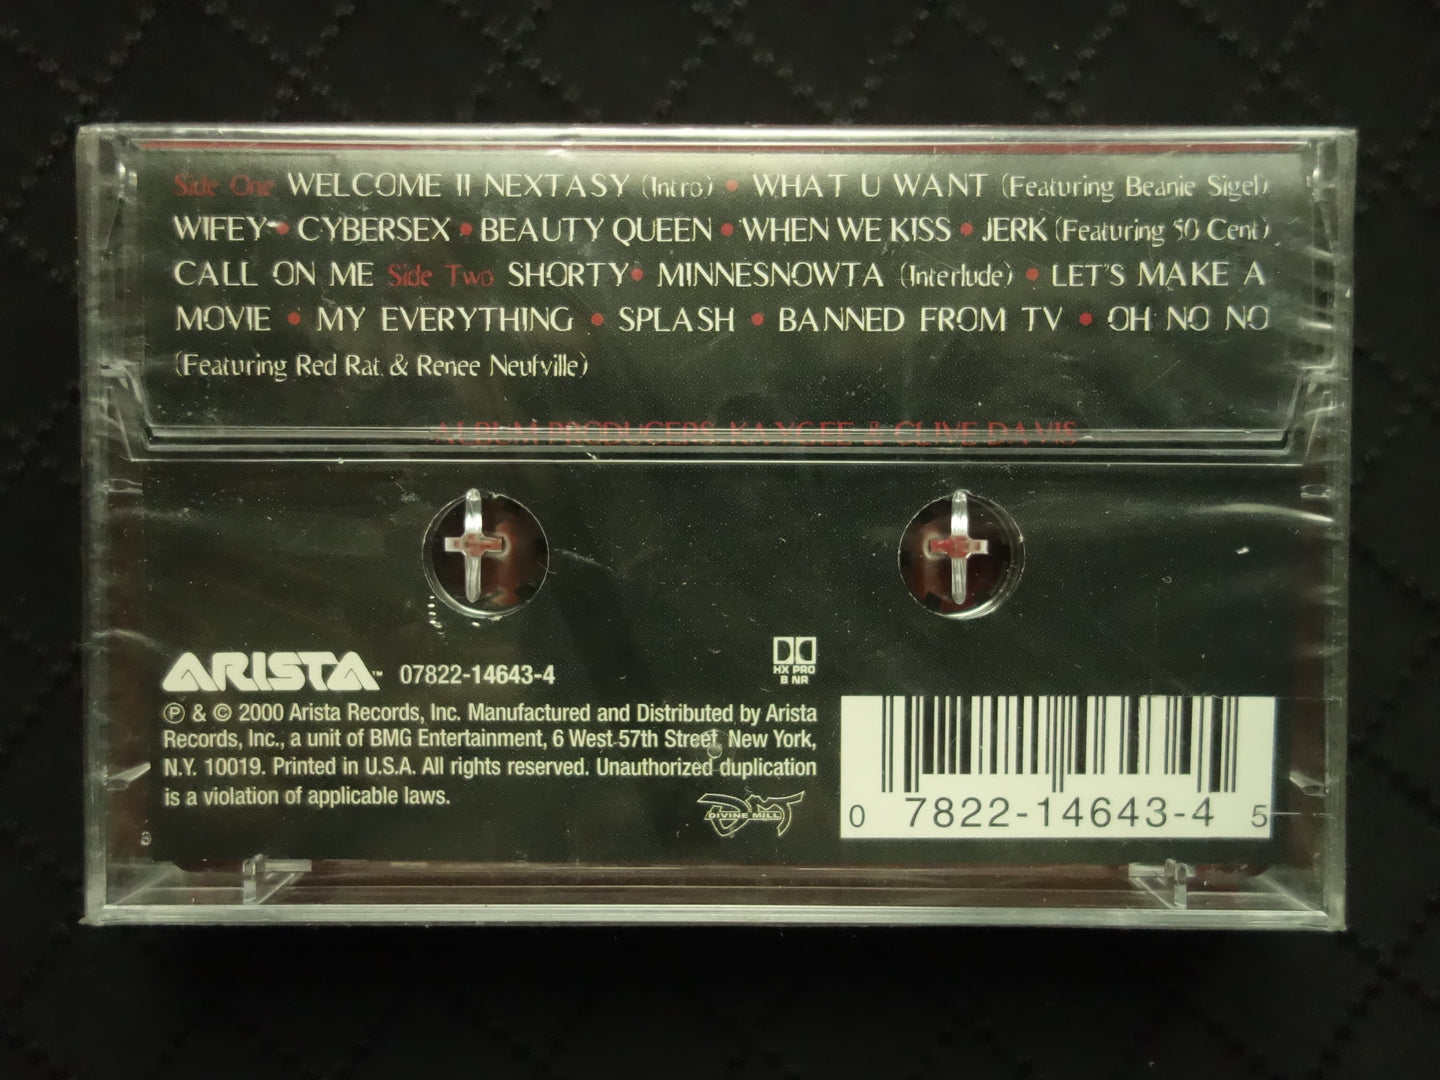 Side One WELCOME II NEXTASY (Intro) • WHAT U WANT (Featuring Beanie Sigel)
WIFEY • CYBERSEX • BEAUTY QUEEN • WHEN WE KISS • JERK (Featuring 50 Cent)
CALL ON ME Side Two SHORTY • MINNESNOWTA (Interlude) • LET'S MAKE A
MOVIE • MY EVERYTHING • SPLASH • BANNED FROM TV • OH NO NO
(Featuring Red Rat & Renee Neufville)
ALBUM PRODUCERS: KAYGEE & CLIVE DAVIS
ARISTA™ 07822-14643-4
HX PRO
B NR
℗ & © 2000 Arista Records, Inc. Manufactured and Distributed by Arista
Records, Inc., a unit of BMG Entertainment, 6 West 57th Street, New York,
N.Y. 10019. Printed in U.S.A. All rights reserved. Unauthorized duplication
is a violation of applicable laws.
DIVINE MILL
0 7822-14643-4 5